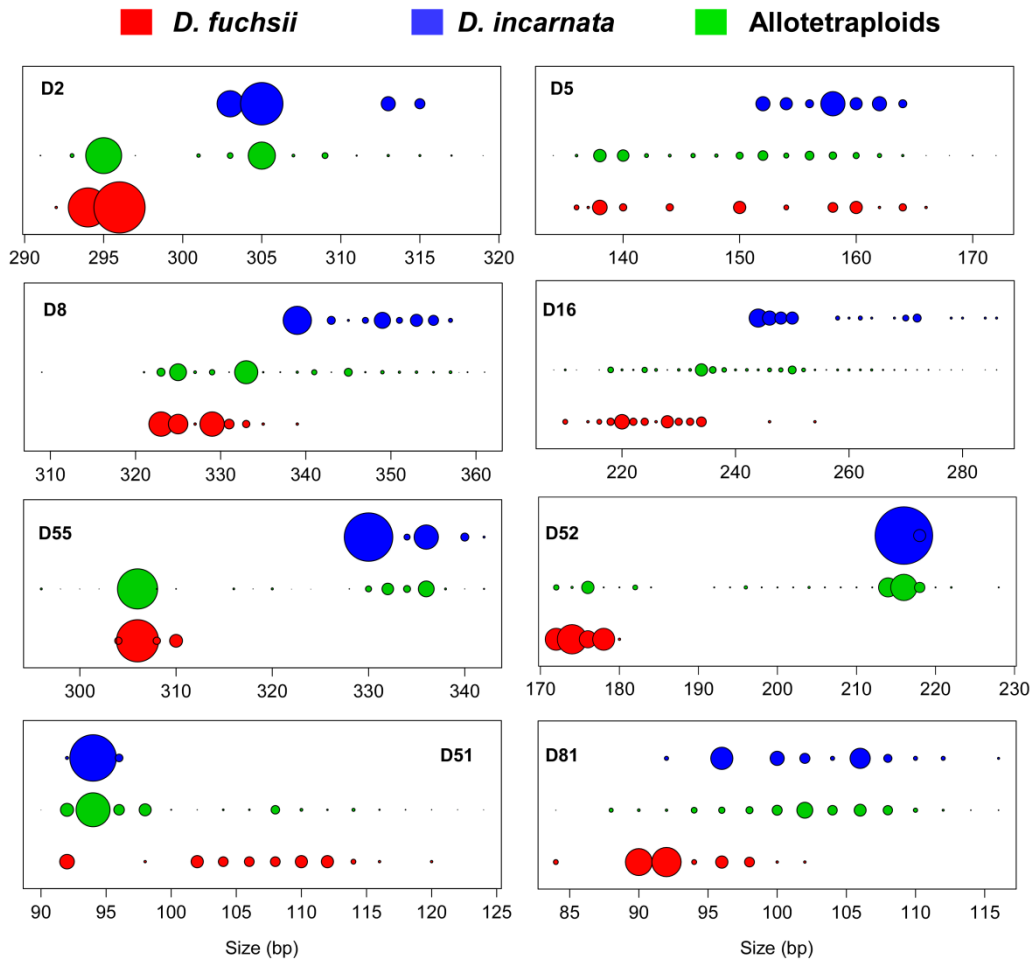 D. fuchsii D. incarnata Allotetraploids
D2 D5
290 295 300 305 310 315 320 140 150 160 170
D8 D16
310 320 330 340 350 360 220 240 260 280
D55 D52
300 310 320 330 340 170 180 190 200 210 220 230
D51 D81
90 95 100 105 110 115 120 125 85 90 95 100 105 110 115
Size (bp) Size (bp)